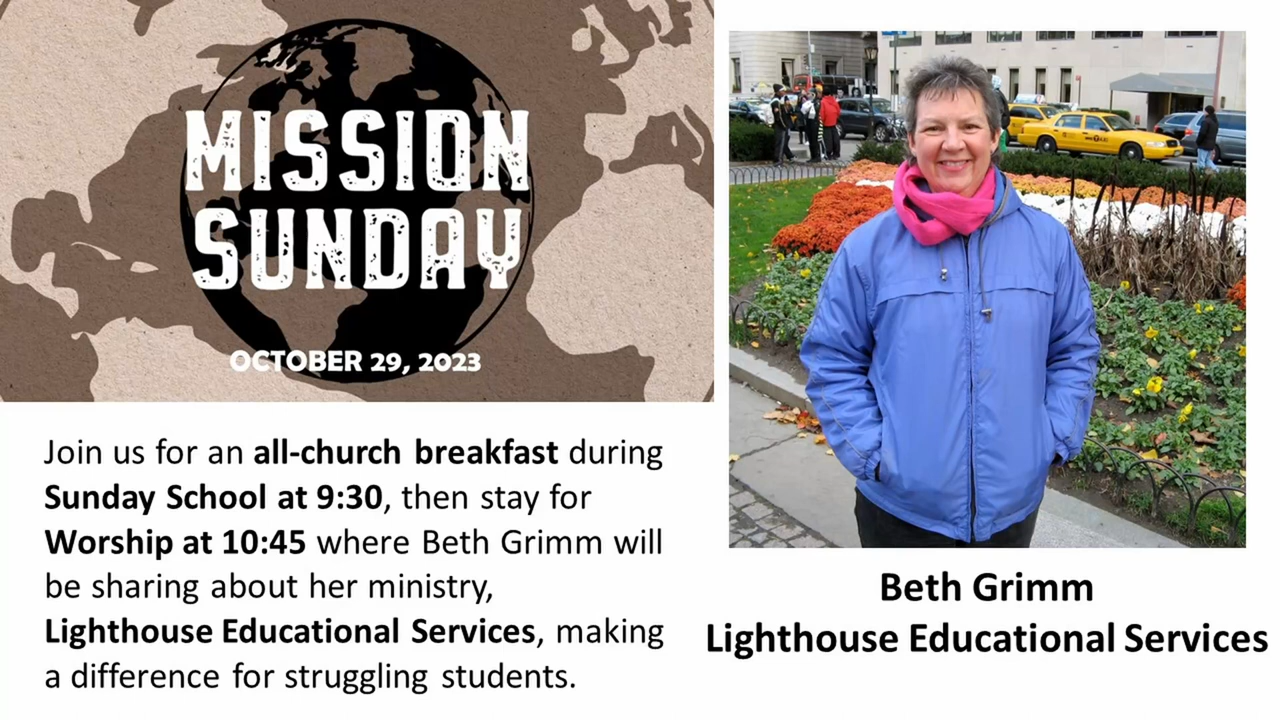 MISSION
SUNDAY
OCTOBER 29, 2023
Join us for an all-church breakfast during
Sunday School at 9:30, then stay for
Worship at 10:45 where Beth Grimm will
be sharing about her ministry,
Lighthouse Educational Services, making
a difference for struggling students.
Beth Grimm
Lighthouse Educational Services